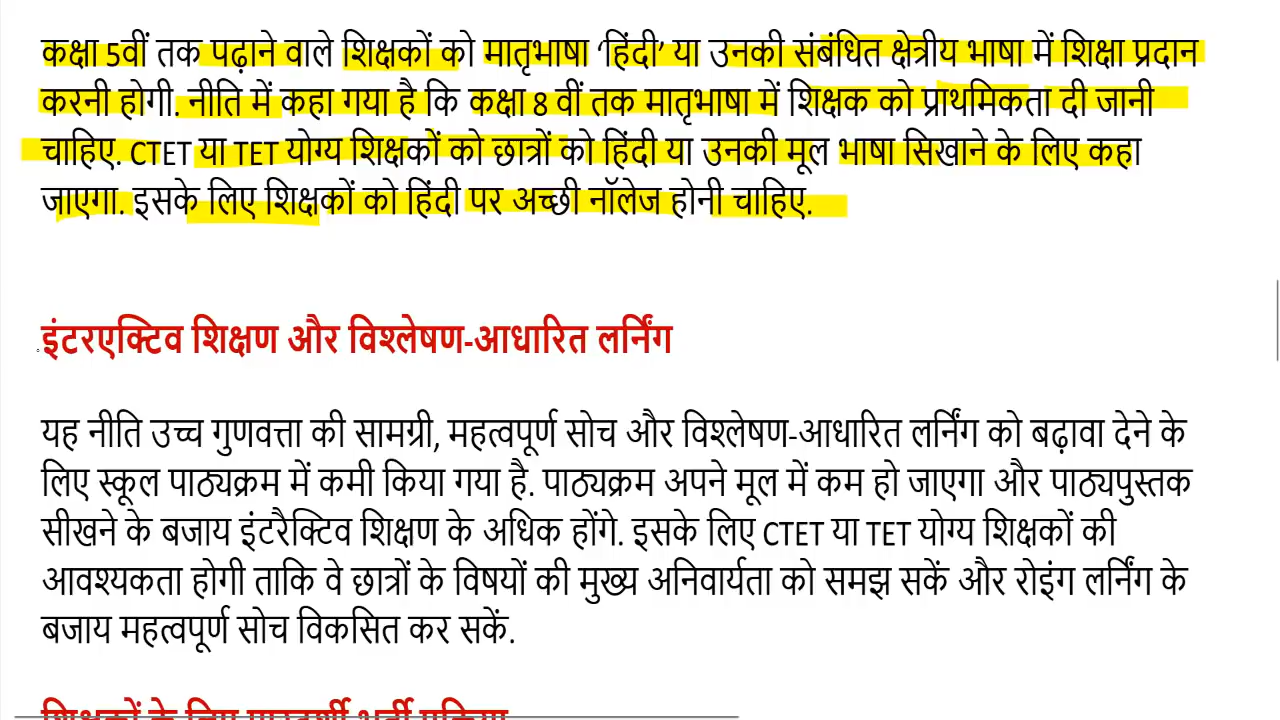 कक्षा 5वीं तक पढ़ाने वाले शिक्षकों को मातृभाषा ‘हिंदी’ या उनकी संबंधित क्षेत्रीय भाषा में शिक्षा प्रदान
करनी होगी. नीति में कहा गया है कि कक्षा 8 वीं तक मातृभाषा में शिक्षक को प्राथमिकता दी जानी
चाहिए. CTET या TET योग्य शिक्षकों को छात्रों को हिंदी या उनकी मूल भाषा सिखाने के लिए कहा
जाएगा. इसके लिए शिक्षकों को हिंदी पर अच्छी नॉलेज होनी चाहिए.
इंटरएक्टिव शिक्षण और विश्लेषण-आधारित लर्निंग
यह नीति उच्च गुणवत्ता की सामग्री, महत्वपूर्ण सोच और विश्लेषण-आधारित लर्निंग को बढ़ावा देने के
लिए स्कूल पाठ्यक्रम में कमी किया गया है. पाठ्यक्रम अपने मूल में कम हो जाएगा और पाठ्यपुस्तक
सीखने के बजाय इंटरैक्टिव शिक्षण के अधिक होंगे. इसके लिए CTET या TET योग्य शिक्षकों की
आवश्यकता होगी ताकि वे छात्रों के विषयों की मुख्य अनिवार्यता को समझ सकें और रोइंग लर्निंग के
बजाय महत्वपूर्ण सोच विकसित कर सकें.
शिक्षकों के लिए पारदर्शी भर्ती प्रक्रिया